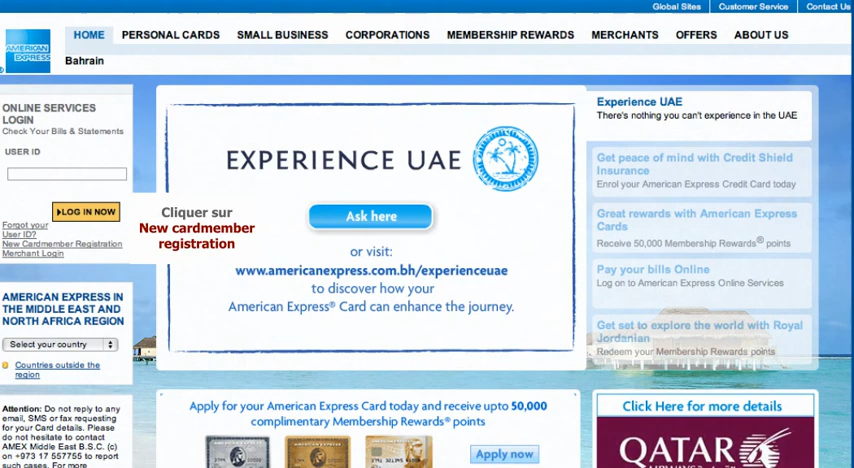 Global Sites
Customer Service
Contact Us
AMERICAN
EXPRESS
®
HOME
PERSONAL CARDS
SMALL BUSINESS
CORPORATIONS
MEMBERSHIP REWARDS
MERCHANTS
OFFERS
ABOUT US
Bahrain
ONLINE SERVICES
LOGIN
Check Your Bills & Statements
USER ID
LOG IN NOW
Forgot your
User ID?
New Cardmember Registration
Merchant Login
Cliquer sur
New cardmember
registration
AMERICAN EXPRESS IN
THE MIDDLE EAST AND
NORTH AFRICA REGION
Select your country
Countries outside the
region
Attention: Do not reply to any
email, SMS or fax requesting
for your Card details. Please
do not hesitate to contact
AMEX Middle East B.S.C. (c)
on +973 17 557755 to report
such cases. For more
EXPERIENCE UAE
Ask here
or visit:
www.americanexpress.com.bh/experienceuae
to discover how your
American Express® Card can enhance the journey.
Experience UAE
There's nothing you can't experience in the UAE
Get peace of mind with Credit Shield
Insurance
Enrol your American Express Credit Card today
Great rewards with American Express
Cards
Receive 50,000 Membership Rewards® points
Pay your bills Online
Log on to American Express Online Services
Get set to explore the world with Royal
Jordanian
Redeem your Membership Rewards points
Apply for your American Express Card today and receive upto 50,000
complimentary Membership Rewards® points
Apply now
Click Here for more details
QATAR